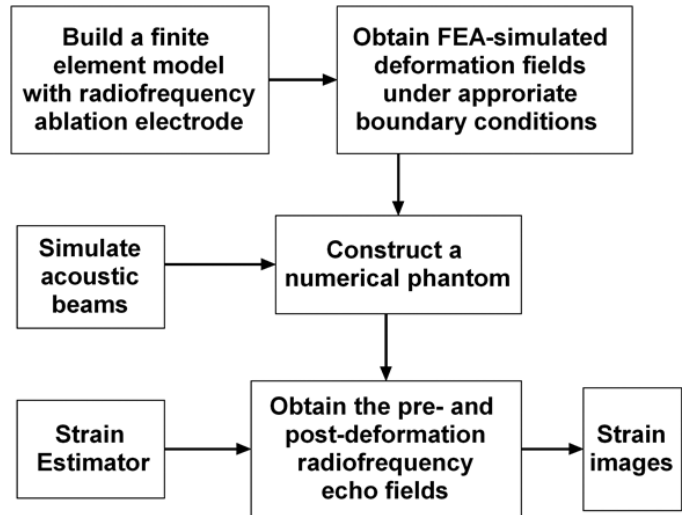 Build a finite
element model
with radiofrequency
ablation electrode
Obtain FEA-simulated
deformation fields
under approriate
boundary conditions
Simulate
acoustic
beams
Construct a
numerical phantom
Strain
Estimator
Obtain the pre- and
post-deformation
radiofrequency
echo fields
Strain
images